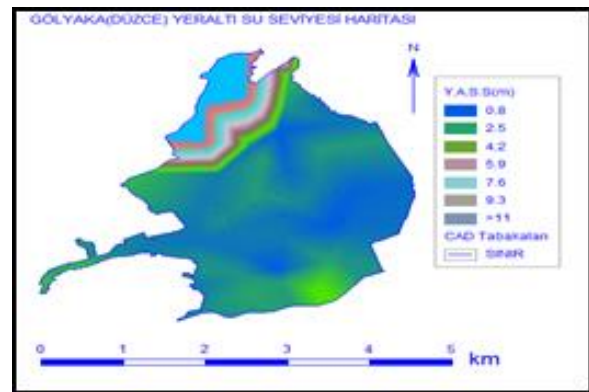 GÖLYAKA(DÜZCE) YERALTI SU SEVİYESİ HARİTASI
N
Y.A.S.S(m)
0.8
2.5
4.2
5.9
7.6
9.3
>11
CAD Tabakaları
SINIR
0 1 2 3 4 5
km